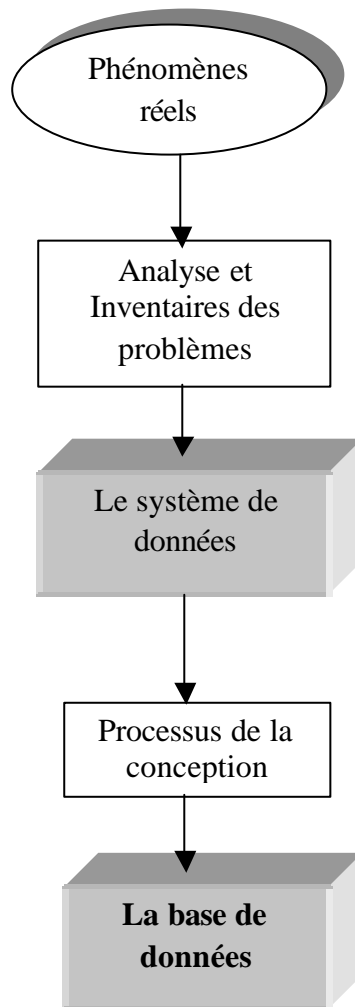 Phénomènes
réels
Analyse et
Inventaires des
problèmes
Le système de
données
Processus de la
conception
La base de
données